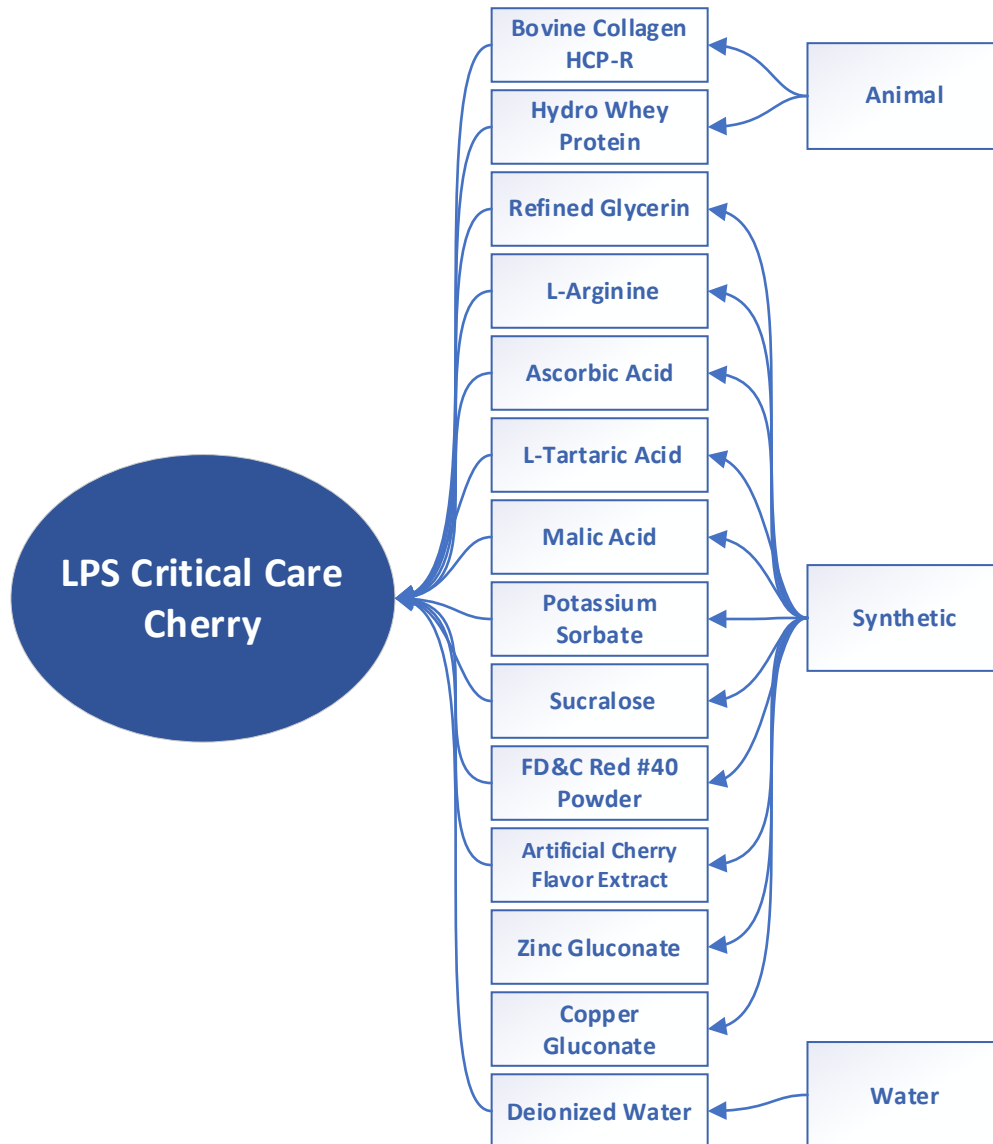 Bovine Collagen
HCP-R
Hydro Whey
Protein
Refined Glycerin
L-Arginine
Ascorbic Acid
L-Tartaric Acid
Malic Acid
Potassium
Sorbate
Sucralose
FD&C Red #40
Powder
Artificial Cherry
Flavor Extract
Zinc Gluconate
Copper
Gluconate
Deionized Water
LPS Critical Care
Cherry
Animal
Synthetic
Water